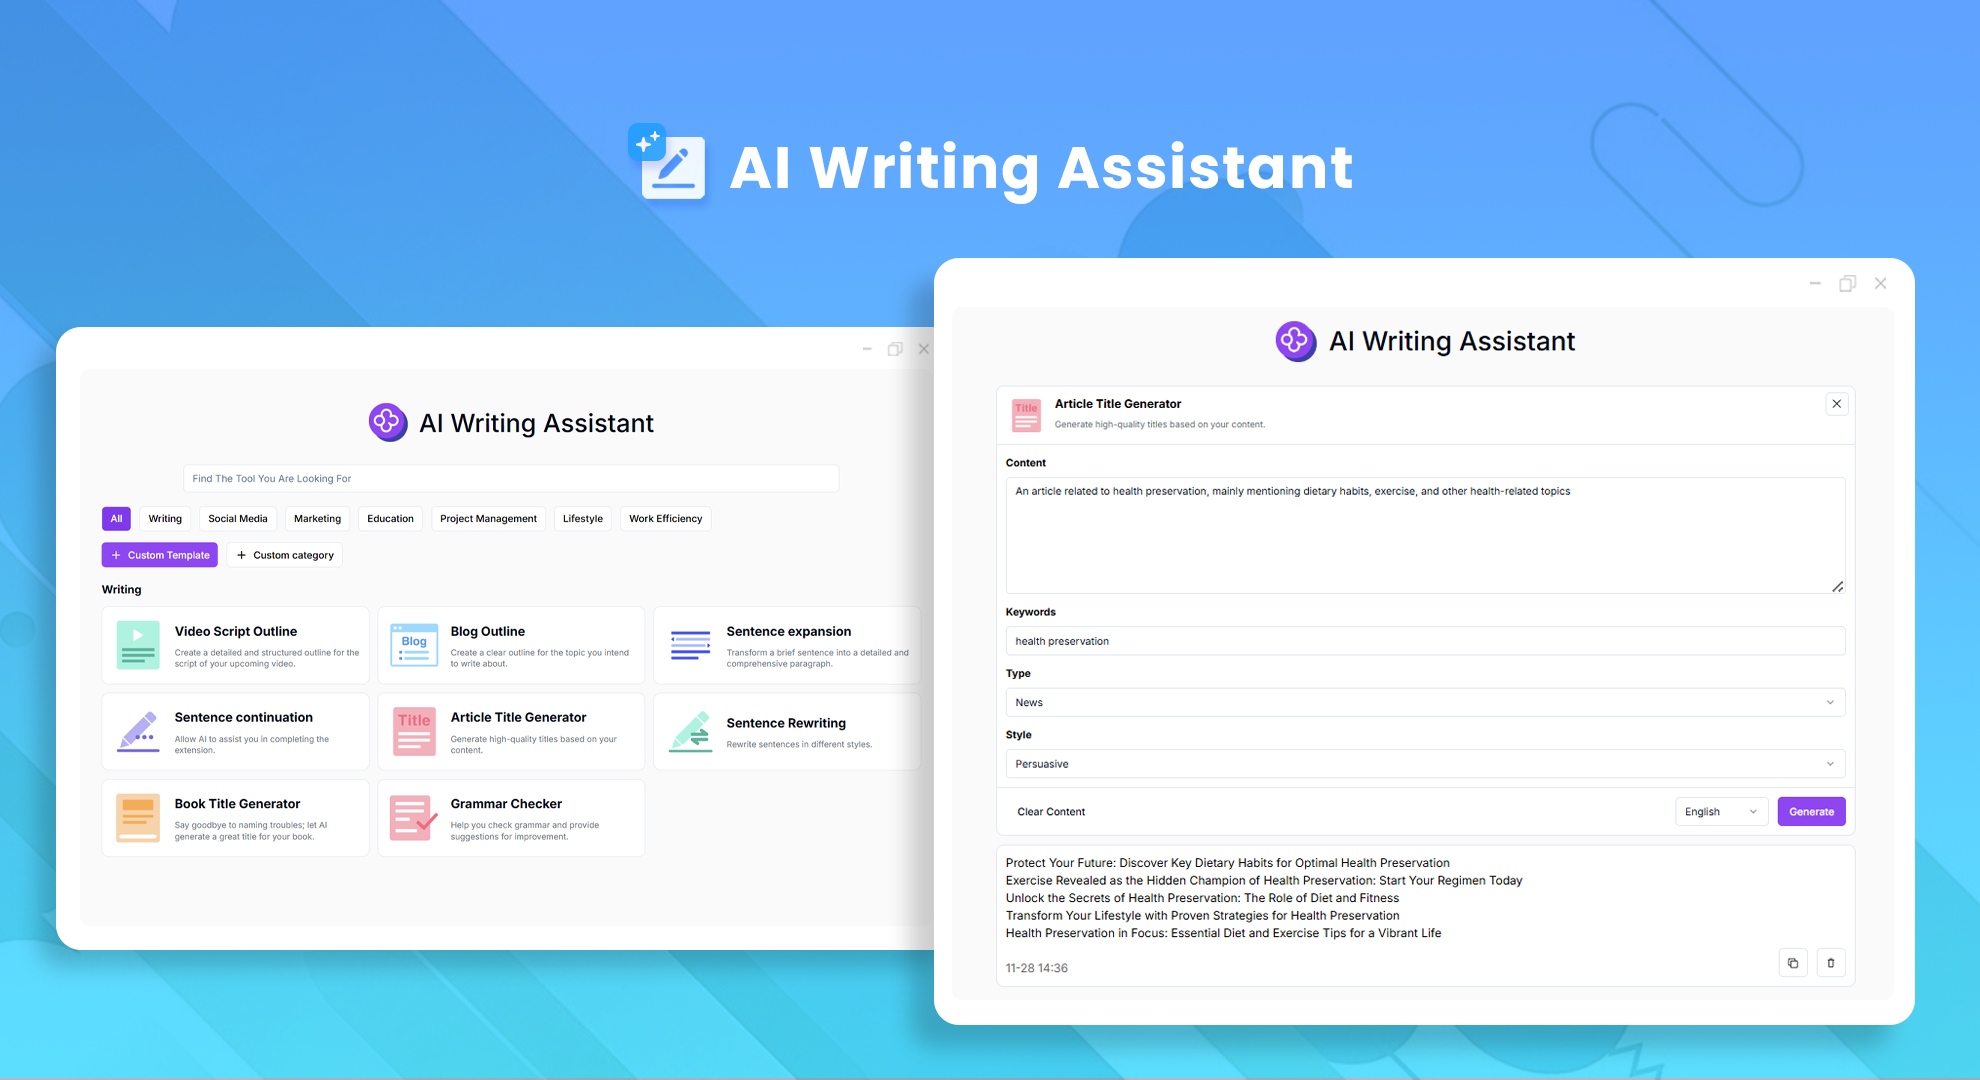 AI Writing Assistant
AI Writing Assistant
Find The Tool You Are Looking For
All
Writing
Social Media
Marketing
Education
Project Management
Lifestyle
Work Efficiency
+ Custom Template
+ Custom category
Writing
Video Script Outline
Create a detailed and structured outline for the
script of your upcoming video.
Blog
Blog Outline
Create a clear outline for the topic you intend
to write about.
Sentence expansion
Transform a brief sentence into a detailed and
comprehensive paragraph.
Sentence continuation
Allow AI to assist you in completing the
extension.
Title
Article Title Generator
Generate high-quality titles based on your
content.
Sentence Rewriting
Rewrite sentences in different styles.
Book Title Generator
Say goodbye to naming troubles; let AI
generate a great title for your book.
Grammar Checker
Help you check grammar and provide
suggestions for improvement.
AI Writing Assistant
Title
Article Title Generator
Generate high-quality titles based on your content.
Content
An article related to health preservation, mainly mentioning dietary habits, exercise, and other health-related topics
Keywords
health preservation
Type
News
Style
Persuasive
Clear Content
English
Generate
Protect Your Future: Discover Key Dietary Habits for Optimal Health Preservation
Exercise Revealed as the Hidden Champion of Health Preservation: Start Your Regimen Today
Unlock the Secrets of Health Preservation: The Role of Diet and Fitness
Transform Your Lifestyle with Proven Strategies for Health Preservation
Health Preservation in Focus: Essential Diet and Exercise Tips for a Vibrant Life
11-28 14:36